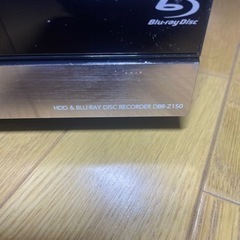 Blu-ray Disc
HDD & BLU-RAY DISC RECORDER DBR-Z150